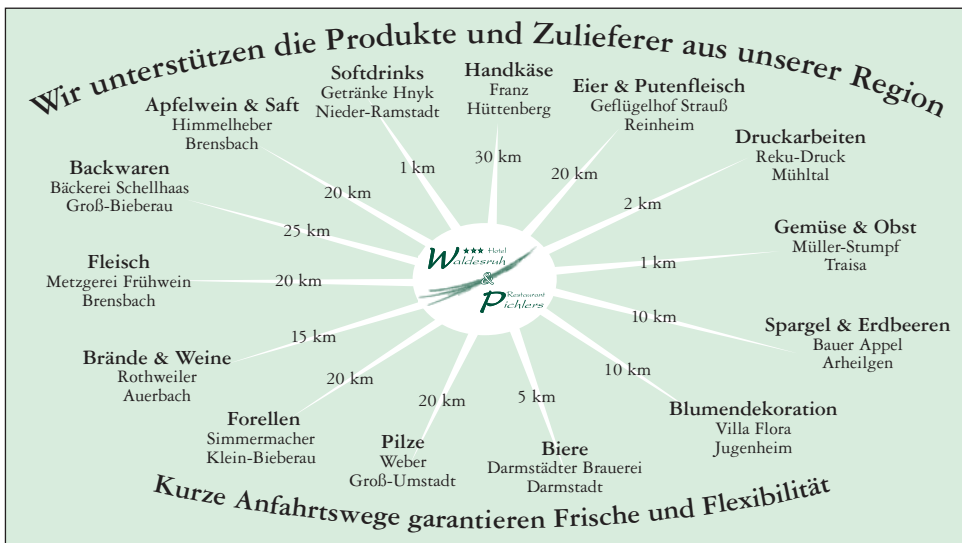 Wir unterstützen die Produkte und Zulieferer aus unserer Region
Softdrinks
Getränke Hnyk
Nieder-Ramstadt
1 km
Handkäse
Franz
Hüttenberg
30 km
Eier & Putenfleisch
Geflügelhof Strauß
Reinheim
20 km
Druckarbeiten
Reku-Druck
Mühltal
2 km
Gemüse & Obst
Müller-Stumpf
Traisa
1 km
Spargel & Erdbeeren
Bauer Appel
Arheilgen
10 km
Blumendekoration
Villa Flora
Jugenheim
10 km
Biere
Darmstädter Brauerei
Darmstadt
5 km
Pilze
Weber
Groß-Umstadt
20 km
Forellen
Simmermacher
Klein-Bieberau
20 km
Brände & Weine
Rothweiler
Auerbach
15 km
Fleisch
Metzgerei Frühwein
Brensbach
20 km
Backwaren
Bäckerei Schellhaas
Groß-Bieberau
25 km
Apfelwein & Saft
Himmelheber
Brensbach
20 km
*** Hotel
Waldesruh
&
Restaurant
Pichlers
Kurze Anfahrtswege garantieren Frische und Flexibilität